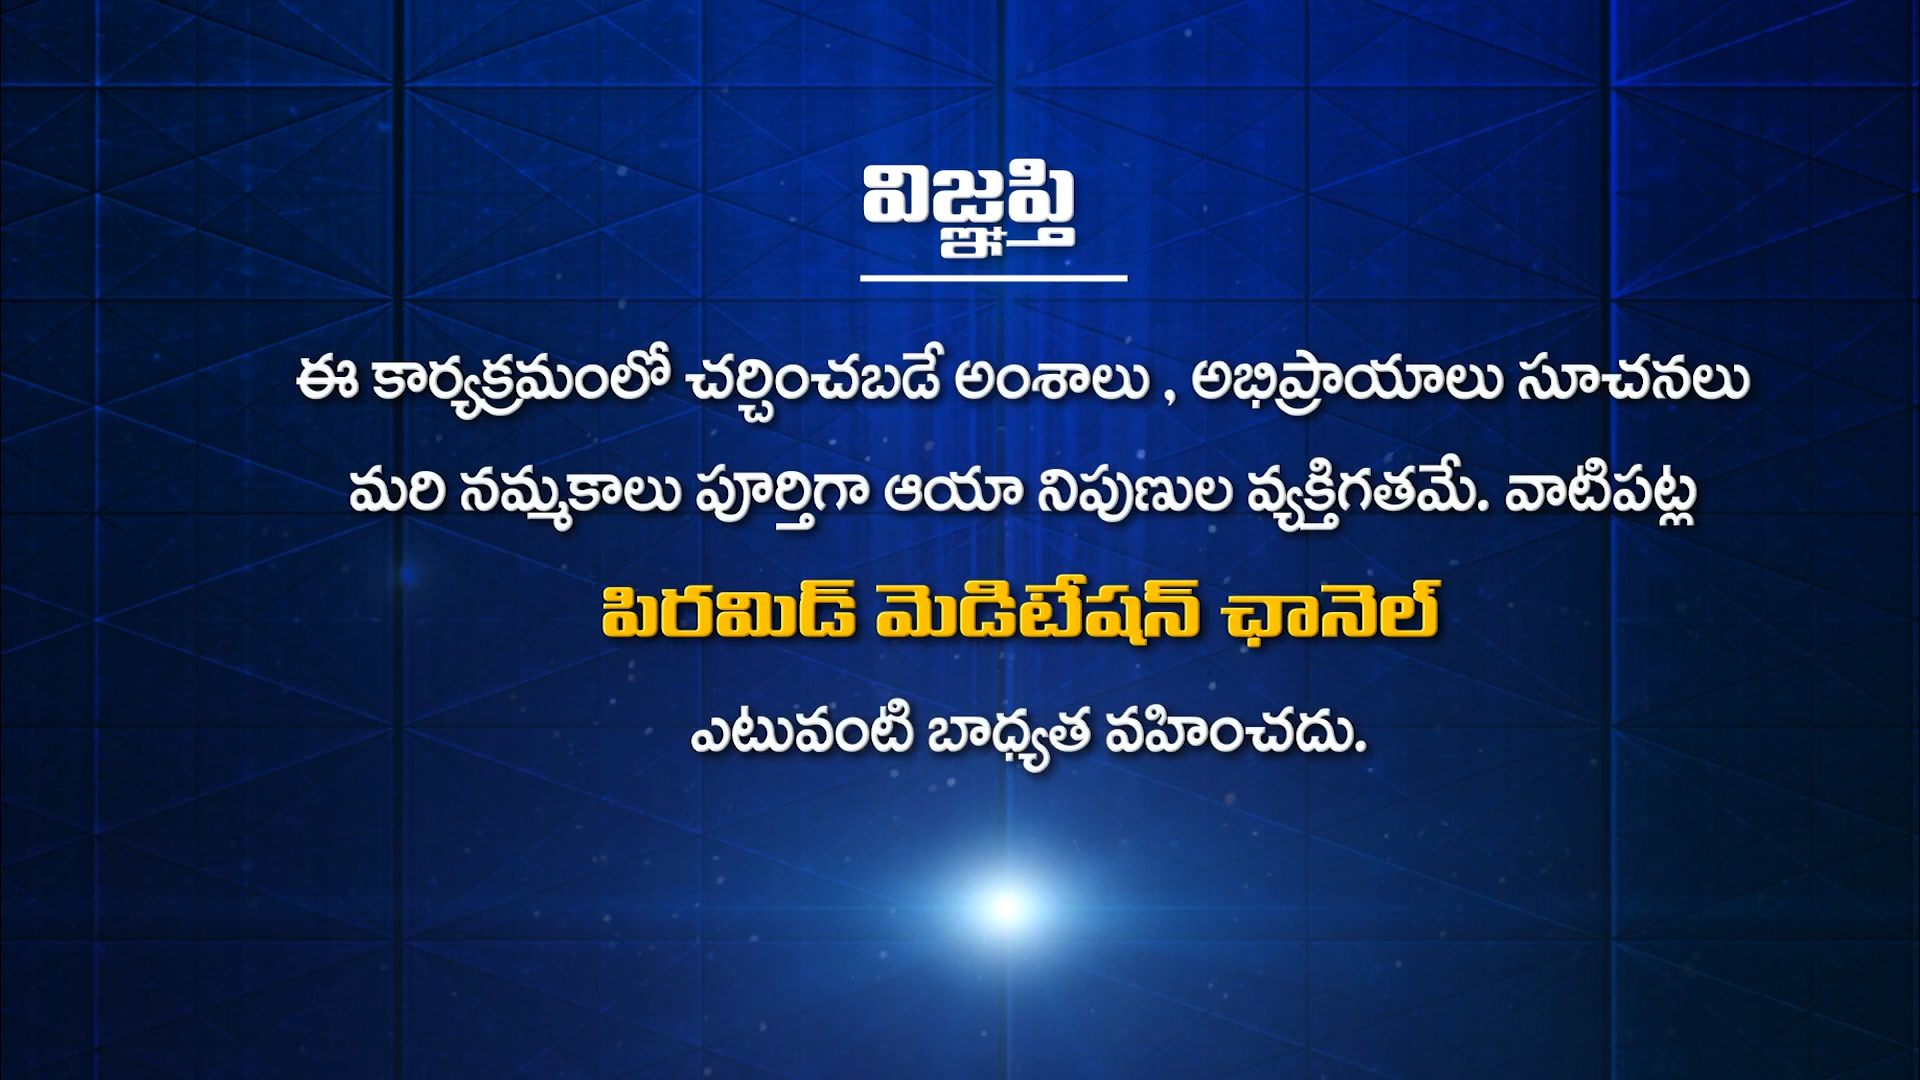 విజ్ఞప్తి
ఈ కార్యక్రమంలో చర్చించబడే అంశాలు , అభిప్రాయాలు సూచనలు
మరి నమ్మకాలు పూర్తిగా ఆయా నిపుణుల వ్యక్తిగతమే. వాటిపట్ల
పిరమిడ్ మెడిటేషన్ ఛానెల్
ఎటువంటి బాధ్యత వహించదు.